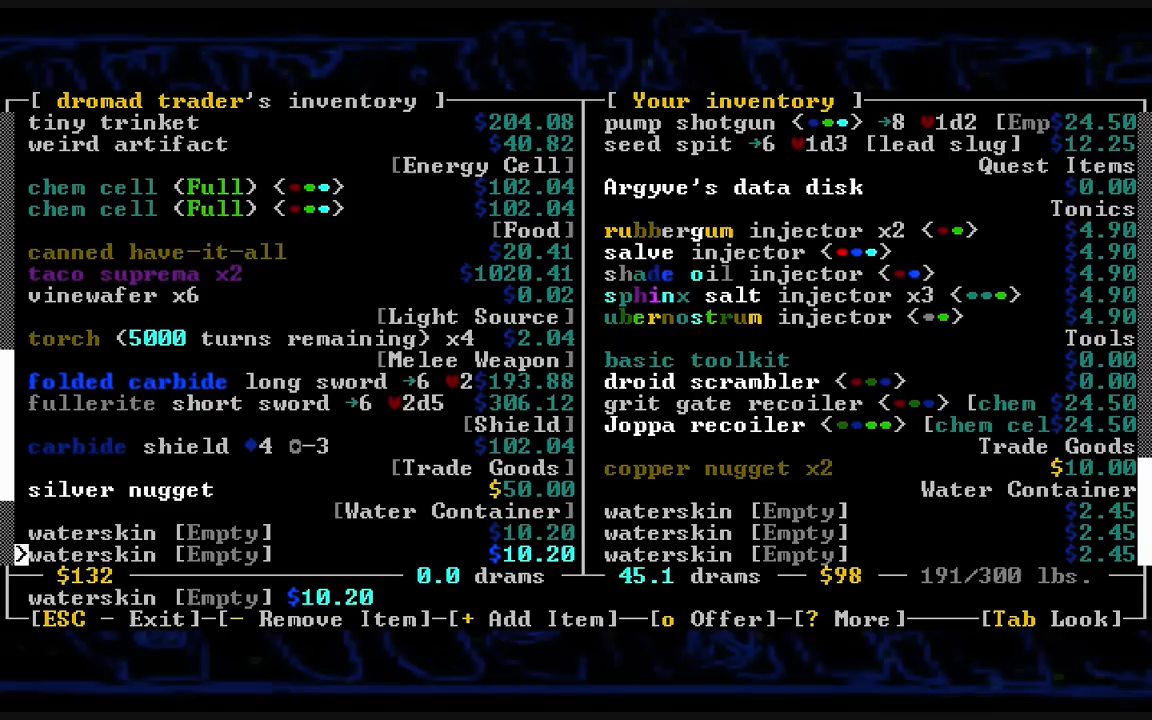 [ dromad trader's inventory ]
tiny trinket $204.08
weird artifact $40.82
[Energy Cell]
chem cell (Full) <•••> $102.04
chem cell (Full) <•••> $102.04
[Food]
canned have-it-all $20.41
taco suprema x2 $1020.41
vinewafer x6 $0.02
[Light Source]
torch (5000 turns remaining) x4 $2.04
[Melee Weapon]
folded carbide long sword →6 ♥2 $193.88
fullerite short sword →6 ♥2d5 $306.12
[Shield]
carbide shield ♦4 o-3 $102.04
[Trade Goods]
silver nugget $50.00
[Water Container]
waterskin [Empty] $10.20
>waterskin [Empty] $10.20
[ Your inventory ]
pump shotgun <•••> →8 ♥1d2 [Emp $24.50
seed spit →6 ♥1d3 [lead slug] $12.25
Quest Items
Argyve's data disk $0.00
Tonics
rubbergum injector x2 <••> $4.90
salve injector <•••> $4.90
shade oil injector <••> $4.90
sphinx salt injector x3 <•••> $4.90
ubernostrum injector <••> $4.90
Tools
basic toolkit $0.00
droid scrambler <•••> $0.00
grit gate recoiler <•••> [chem $24.50
Joppa recoiler <••••> [chem cel $24.50
Trade Goods
copper nugget x2 $10.00
Water Container
waterskin [Empty] $2.45
waterskin [Empty] $2.45
waterskin [Empty] $2.45
$132 0.0 drams 45.1 drams $98 191/300 lbs.
waterskin [Empty] $10.20
[ESC - Exit]-[- Remove Item]-[+ Add Item]-[o Offer]-[? More] [Tab Look]